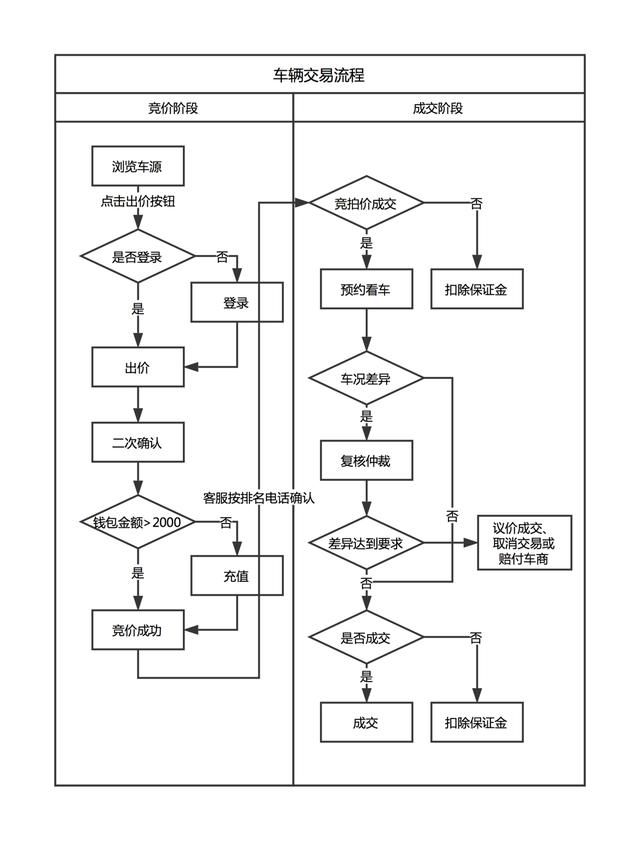 车辆交易流程
竞价阶段
成交阶段
浏览车源
点击出价按钮
是否登录
否
登录
是
出价
二次确认
钱包金额>2000
否
充值
是
竞价成功
客服按排名电话确认
竞拍价成交
否
扣除保证金
是
预约看车
车况差异
是
否
复核仲裁
差异达到要求
议价成交、
取消交易或
赔付车商
否
是否成交
否
扣除保证金
是
成交